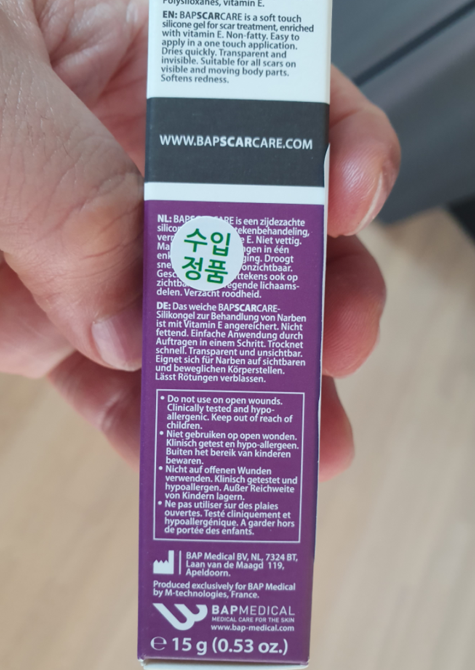 Polysiloxanes, vitamin E.
EN: BAPSCARCARE is a soft touch
silicone gel for scar treatment, enriched
with vitamin E. Non-fatty. Easy to
apply in a one touch application.
Dries quickly. Transparent and
invisible. Suitable for all scars on
visible and moving body parts.
Softens redness.
WWW.BAPSCARCARE.COM
NL: BAPSCARCARE is een zijdezachte
tekenbehandeling,
E. Niet vettig.
in één
Droogt
onzichtbaar.
ook op
lichaams-
delen. Verzacht roodheid.
수입
정품
DE: Das weiche BAPSCARCARE-
Silikongel zur Behandlung von Narben
ist mit Vitamin E angereichert. Nicht
fettend. Einfache Anwendung durch
Auftragen in einem Schritt. Trocknet
schnell. Transparent und unsichtbar.
Eignet sich für Narben auf sichtbaren
und beweglichen Körperstellen.
Lässt Rötungen verblassen.
• Do not use on open wounds.
Clinically tested and hypo-
allergenic. Keep out of reach of
children.
• Niet gebruiken op open wonden.
Klinisch getest en hypo-allergeen.
Buiten het bereik van kinderen
bewaren.
• Nicht auf offenen Wunden
verwenden. Klinisch getestet und
hypoallergen. Außer Reichweite
von Kindern lagern.
• Ne pas utiliser sur des plaies
ouvertes. Testé cliniquement et
hypoallergénique. A garder hors
de portée des enfants.
BAP Medical BV, NL, 7324 BT,
Laan van de Maagd 119,
Apeldoorn.
Produced exclusively for BAP Medical
by M-technologies, France.
BAPMEDICAL
MEDICAL CARE FOR THE SKIN
www.bap-medical.com
℮ 15 g (0.53 oz.)